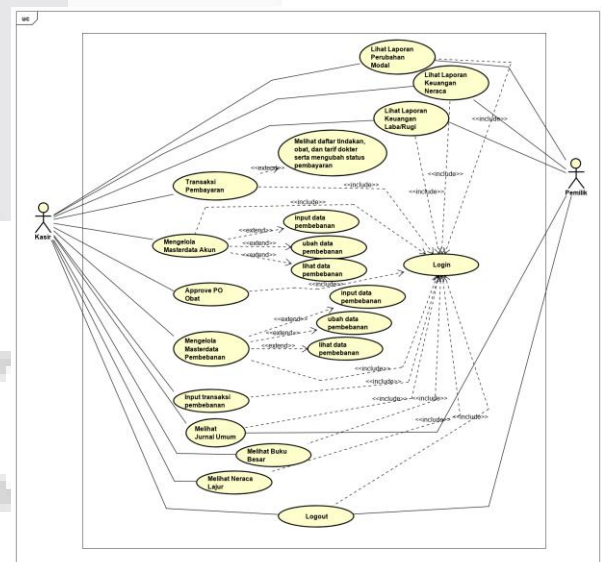 uc
Lihat Laporan
Perubahan
Modal
Lihat Laporan
Keuangan
Neraca
Lihat Laporan
Keuangan
Laba/Rugi
<<include>>
<<include>>
<<include>>
Melihat daftar tindakan,
obat, dan tarif dokter
serta mengubah status
pembayaran
<<extend>>
Transaksi
Pembayaran
<<include>>
<<include>>
Kasir
Pemilik
Mengelola
Masterdata Akun
<<extend>>
<<extend>>
<<extend>>
input data
pembebanan
ubah data
pembebanan
lihat data
pembebanan
Login
Approve PO
Obat
<<include>>
input data
pembebanan
ubah data
pembebanan
lihat data
pembebanan
<<extend>>
<<extend>>
<<extend>>
Mengelola
Masterdata
Pembebanan
<<include>>
Input transaksi
pembebanan
<<include>>
<<include>>
<<include>>
<<include>>
<<include>>
Melihat
Jurnal Umum
Melihat Buku
Besar
Melihat Neraca
Lajur
Logout